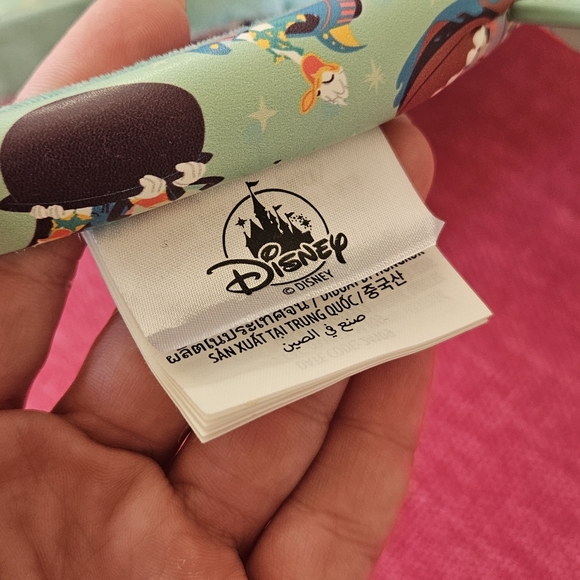 Disney
© DISNEY
ผลิตในประเทศจีน /
SẢN XUẤT TẠI TRUNG QUỐC / 중국산
صنع في الصين